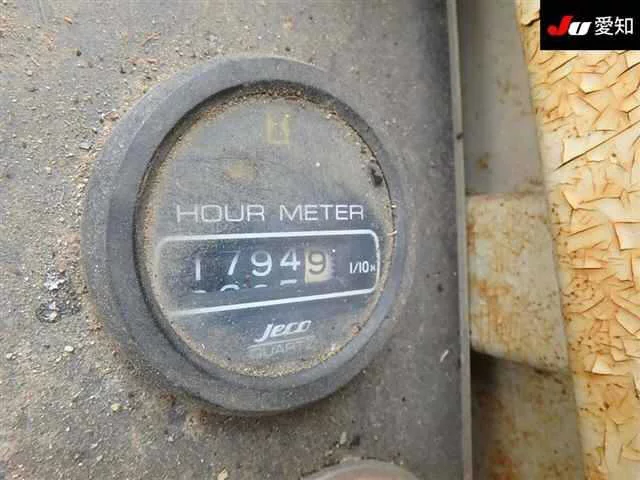 JU 愛知
HOUR METER
17949 1/10h
jeco
QUARTZ